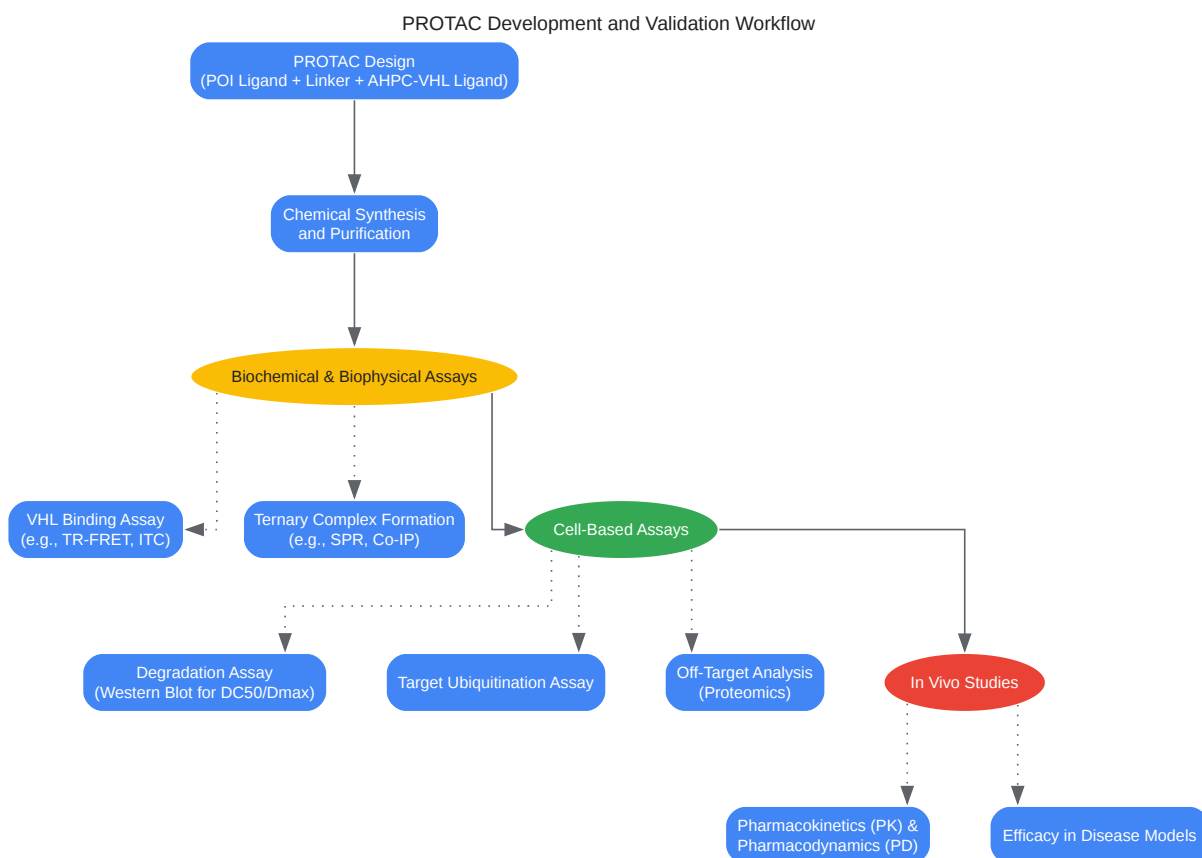 PROTAC Development and Validation Workflow
PROTAC Design
(POI Ligand + Linker + AHPC-VHL Ligand)
Chemical Synthesis
and Purification
Biochemical & Biophysical Assays
VHL Binding Assay
(e.g., TR-FRET, ITC)
Ternary Complex Formation
(e.g., SPR, Co-IP)
Cell-Based Assays
Degradation Assay
(Western Blot for DC50/Dmax)
Target Ubiquitination Assay
Off-Target Analysis
(Proteomics)
In Vivo Studies
Pharmacokinetics (PK) &
Pharmacodynamics (PD)
Efficacy in Disease Models